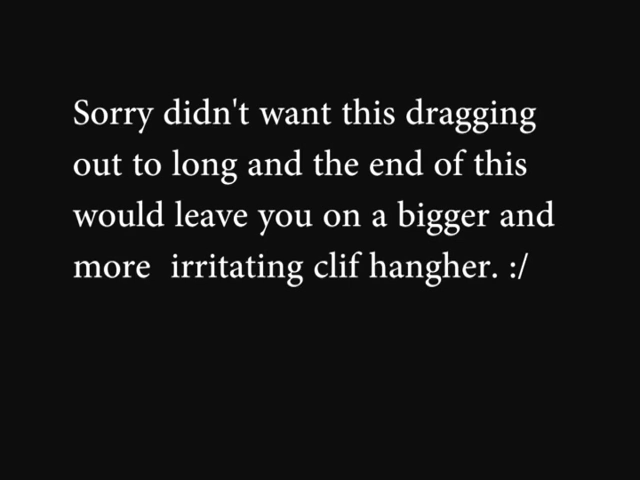 Sorry didn't want this dragging
out to long and the end of this
would leave you on a bigger and
more  irritating clif hangher. :/